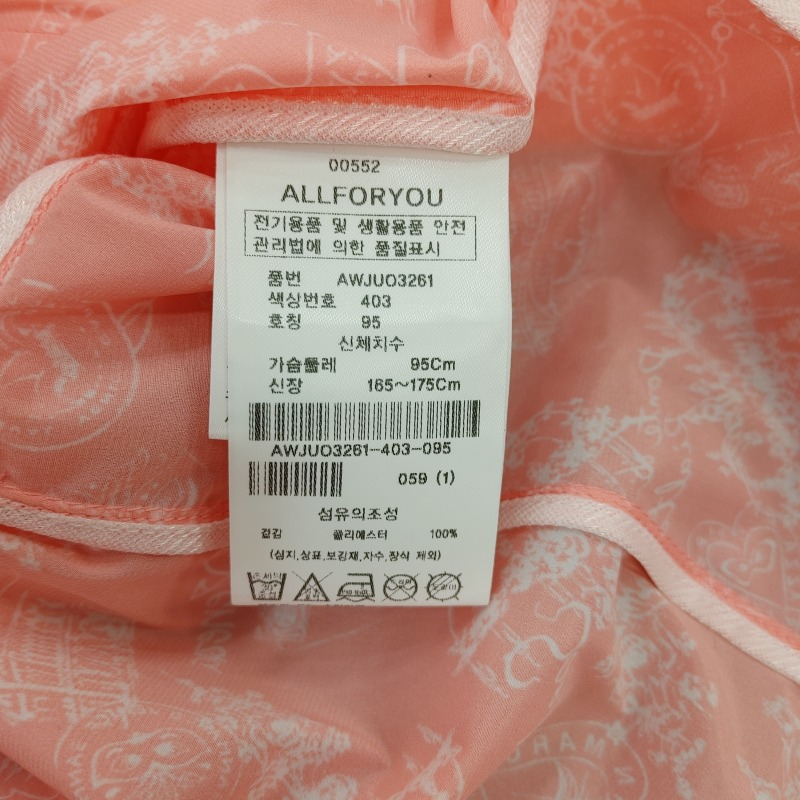 00552
ALLFORYOU
전기용품 및 생활용품 안전
관리법에 의한 품질표시
품번 AWJUO3261
색상번호 403
호칭 95
신체치수
가슴둘레 95Cm
신장 165~175Cm
AWJUO3261-403-095
059 (1)
섬유의조성
겉감 폴리에스터 100%
(심지,상표,보강재,자수,장식 제외)